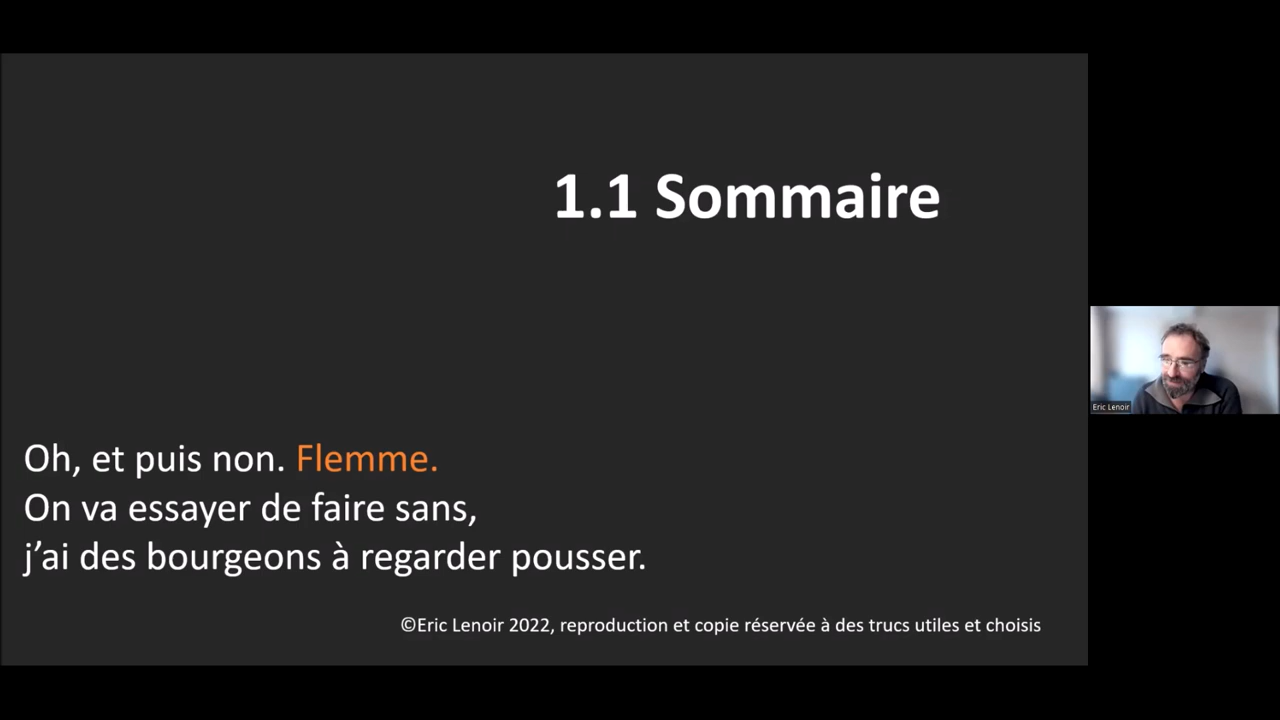 1.1 Sommaire
Oh, et puis non. Flemme.
On va essayer de faire sans,
j’ai des bourgeons à regarder pousser.
©Eric Lenoir 2022, reproduction et copie réservée à des trucs utiles et choisis
Eric Lenoir